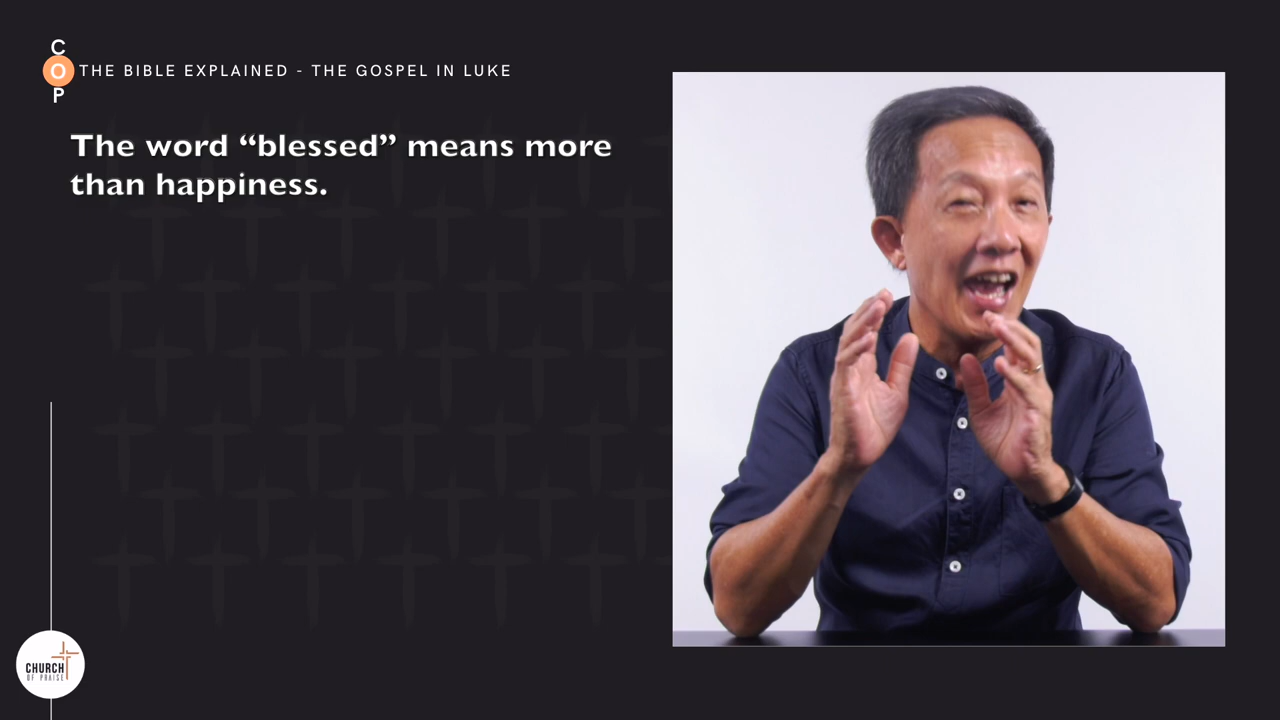 C
O
P
THE BIBLE EXPLAINED - THE GOSPEL IN LUKE
The word “blessed” means more
than happiness.
CHURCH
OF PRAISE